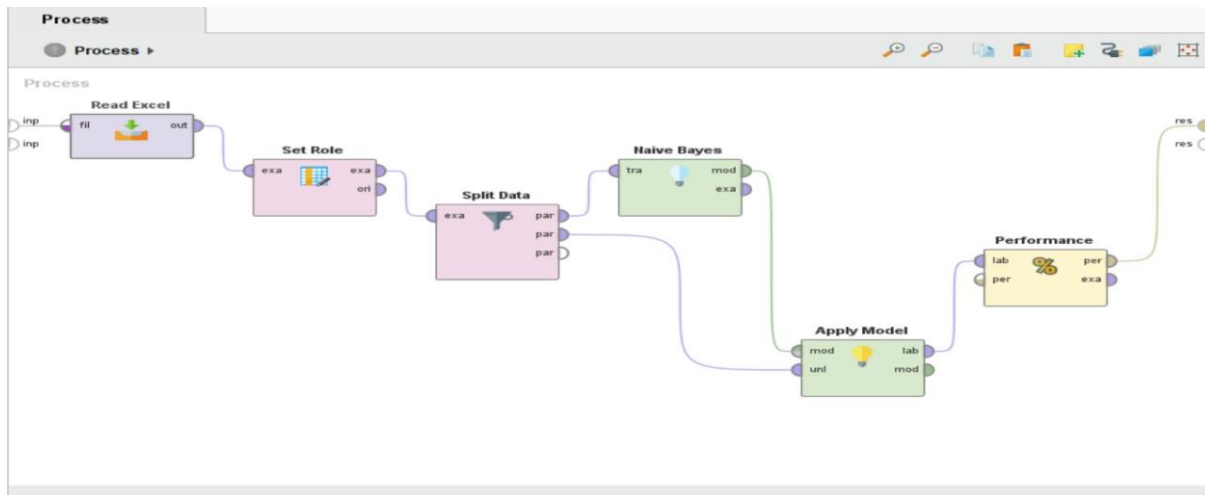 Process
Process
Process
Read Excel
inp
fil
out
inp
Set Role
exa
exa
ori
Split Data
exa
par
par
par
Naive Bayes
tra
mod
exa
Apply Model
mod
lab
unl
mod
Performance
lab
per
per
exa
res
res